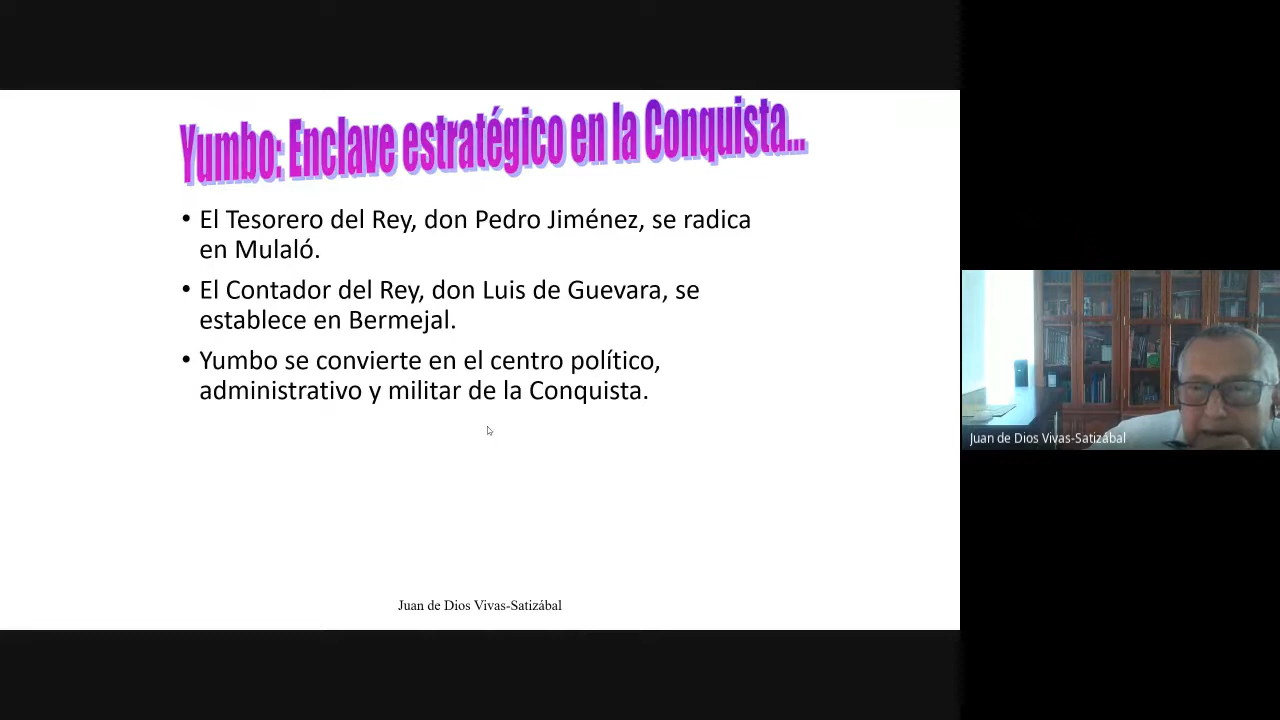 Yumbo: Enclave estratégico en la Conquista...
• El Tesorero del Rey, don Pedro Jiménez, se radica
en Mulaló.
• El Contador del Rey, don Luis de Guevara, se
establece en Bermejal.
• Yumbo se convierte en el centro político,
administrativo y militar de la Conquista.
Juan de Dios Vivas-Satizábal
Juan de Dios Vivas-Satizábal